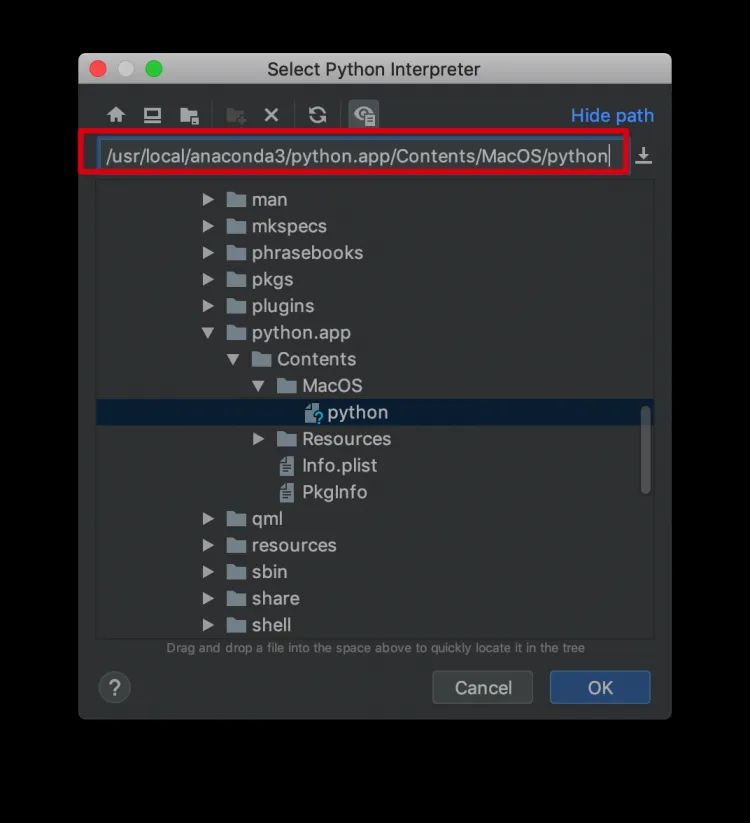 Select Python Interpreter
Hide path
/usr/local/anaconda3/python.app/Contents/MacOS/python
man
mkspecs
phrasebooks
pkgs
plugins
python.app
Contents
MacOS
python
Resources
Info.plist
PkgInfo
qml
resources
sbin
share
shell
Drag and drop a file into the space above to quickly locate it in the tree
?
Cancel
OK